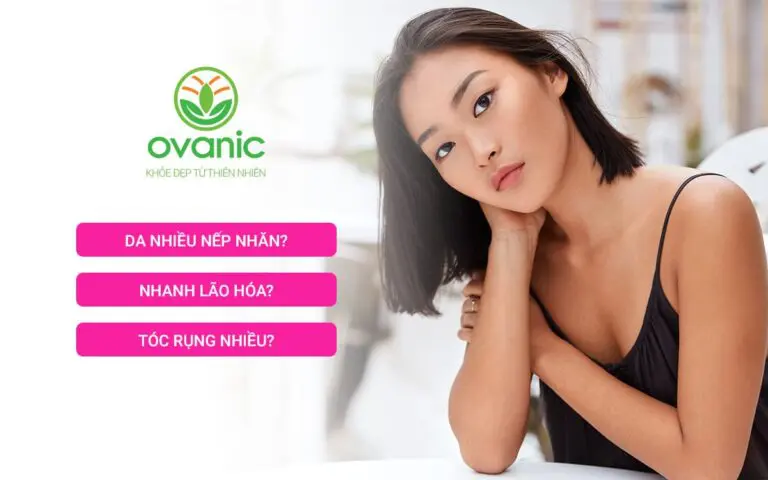 ovanic
KHỎE ĐẸP TỪ THIÊN NHIÊN
DA NHIỀU NẾP NHĂN?
NHANH LÃO HÓA?
TÓC RỤNG NHIỀU?